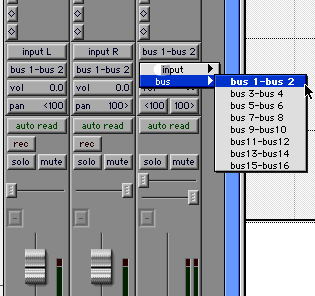 input L input R bus 1-bus 2
bus 1-bus 2 bus 1-bus 2 input
bus bus 1-bus 2
vol 0.0 vol 0.0 bus 3-bus 4
pan <100 pan 100> <100 100> bus 5-bus 6
bus 7-bus 8
auto read auto read auto read bus 9-bus10
rec rec bus11-bus12
bus13-bus14
solo mute solo mute solo mute bus15-bus16